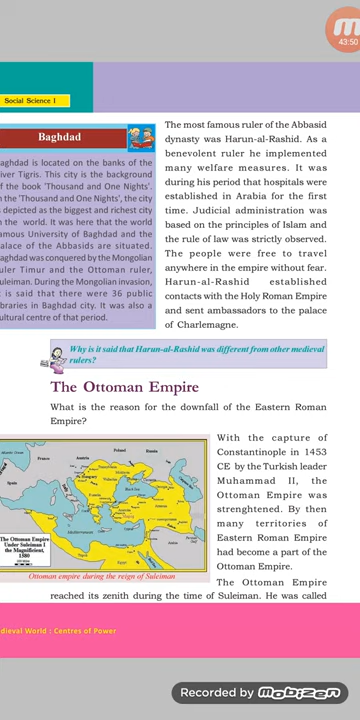 43:50
Social Science I
Baghdad
aghdad is located on the banks of the
iver Tigris. This city is the background
f the book 'Thousand and One Nights'.
n the 'Thousand and One Nights', the city
s depicted as the biggest and richest city
n the world. It was here that the world
amous University of Baghdad and the
alace of the Abbasids are situated.
aghdad was conquered by the Mongolian
uler Timur and the Ottoman ruler,
uleiman. During the Mongolian invasion,
t is said that there were 36 public
braries in Baghdad city. It was also a
ultural centre of that period.
The most famous ruler of the Abbasid
dynasty was Harun-al-Rashid. As a
benevolent ruler he implemented
many welfare measures. It was
during his period that hospitals were
established in Arabia for the first
time. Judicial administration was
based on the principles of Islam and
the rule of law was strictly observed.
The people were free to travel
anywhere in the empire without fear.
Harun-al-Rashid established
contacts with the Holy Roman Empire
and sent ambassadors to the palace
of Charlemagne.
Why is it said that Harun-al-Rashid was different from other medieval
rulers?
The Ottoman Empire
What is the reason for the downfall of the Eastern Roman
Empire?
France
Austria
Poland
Russia
Spain
Hungary
Black Sea
The Ottoman Empire
Under Suleiman I
the Magnificient,
1580
Egypt
Ottoman empire during the reign of Suleiman
With the capture of
Constantinople in 1453
CE by the Turkish leader
Muhammad II, the
Ottoman Empire was
strenghtened. By then
many territories of
Eastern Roman Empire
had become a part of the
Ottoman Empire.
The Ottoman Empire
reached its zenith during the time of Suleiman. He was called
dieval World : Centres of Power
Recorded by mobizen